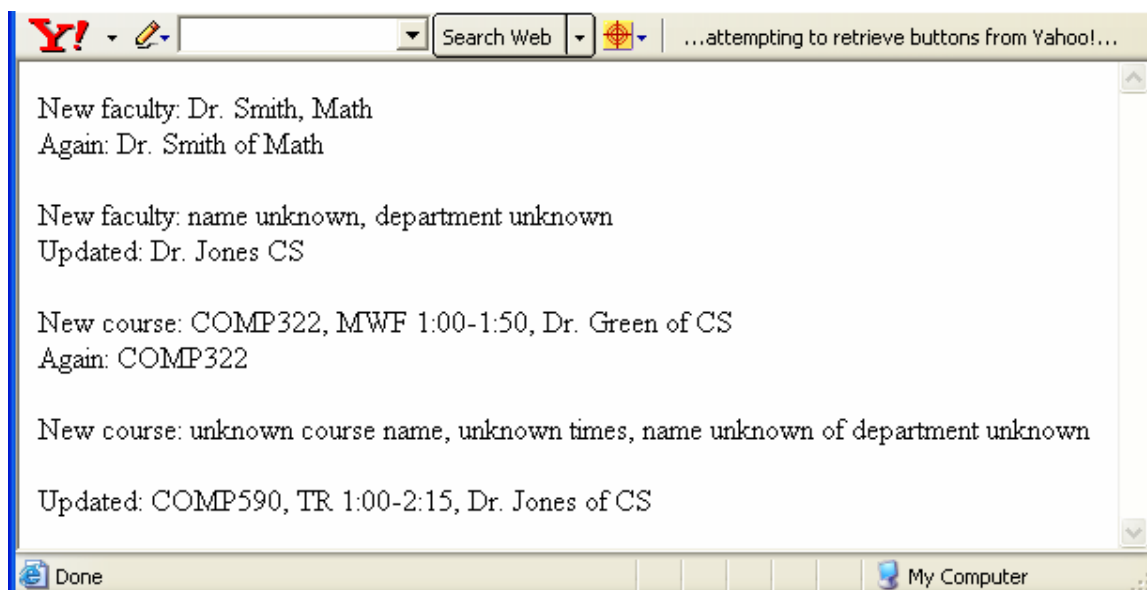 Y! Search Web ...attempting to retrieve buttons from Yahoo!...
New faculty: Dr. Smith, Math
Again: Dr. Smith of Math
New faculty: name unknown, department unknown
Updated: Dr. Jones CS
New course: COMP322, MWF 1:00-1:50, Dr. Green of CS
Again: COMP322
New course: unknown course name, unknown times, name unknown of department unknown
Updated: COMP590, TR 1:00-2:15, Dr. Jones of CS
Done My Computer